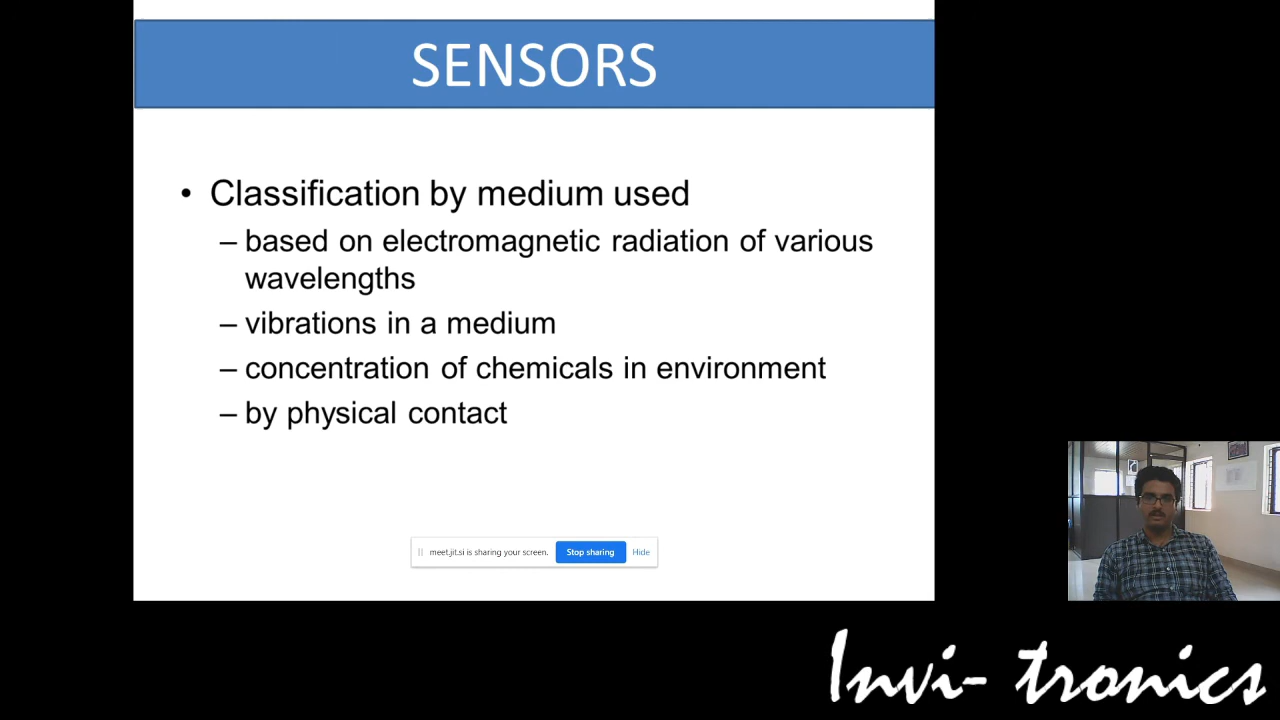 SENSORS
• Classification by medium used
– based on electromagnetic radiation of various
wavelengths
– vibrations in a medium
– concentration of chemicals in environment
– by physical contact
meet.jit.si is sharing your screen. Stop sharing Hide
Invi- tronics